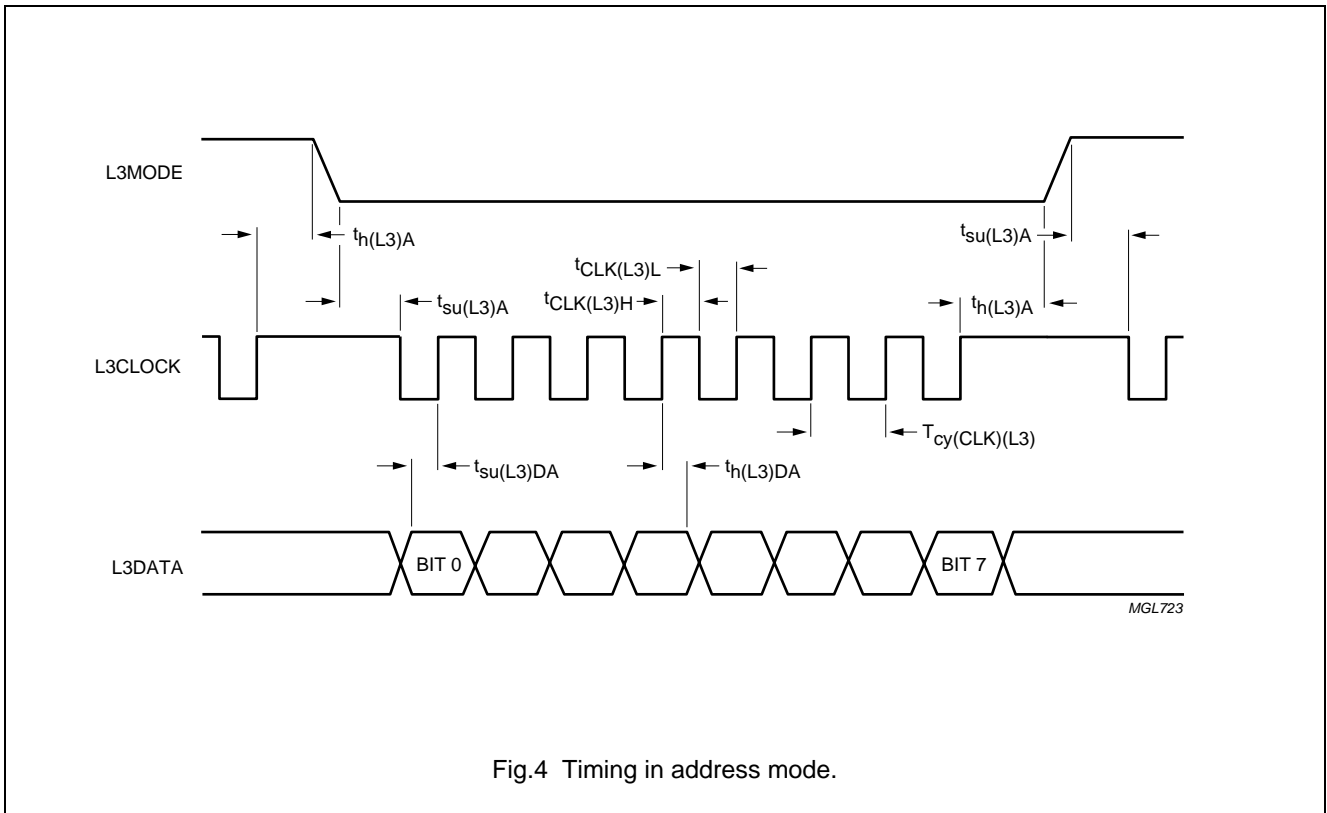 L3MODE
th(L3)A
tsu(L3)A
tCLK(L3)L
tsu(L3)A
tCLK(L3)H
th(L3)A
L3CLOCK
Tcy(CLK)(L3)
tsu(L3)DA
th(L3)DA
L3DATA
BIT 0
BIT 7
MGL723
Fig.4 Timing in address mode.